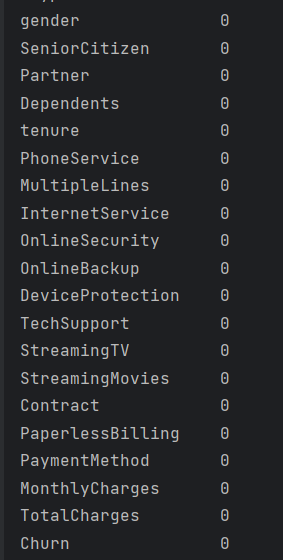 gender 0
SeniorCitizen 0
Partner 0
Dependents 0
tenure 0
PhoneService 0
MultipleLines 0
InternetService 0
OnlineSecurity 0
OnlineBackup 0
DeviceProtection 0
TechSupport 0
StreamingTV 0
StreamingMovies 0
Contract 0
PaperlessBilling 0
PaymentMethod 0
MonthlyCharges 0
TotalCharges 0
Churn 0